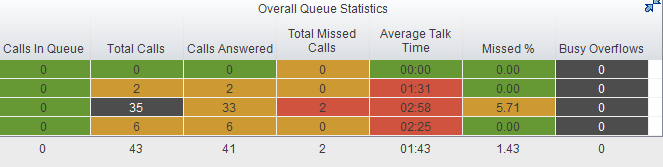 Overall Queue Statistics
Calls In Queue Total Calls Calls Answered Total Missed Calls Average Talk Time Missed % Busy Overflows
0 0 0 0 00:00 0.00 0
0 2 2 0 01:31 0.00 0
0 35 33 2 02:58 5.71 0
0 6 6 0 02:25 0.00 0
0 43 41 2 01:43 1.43 0